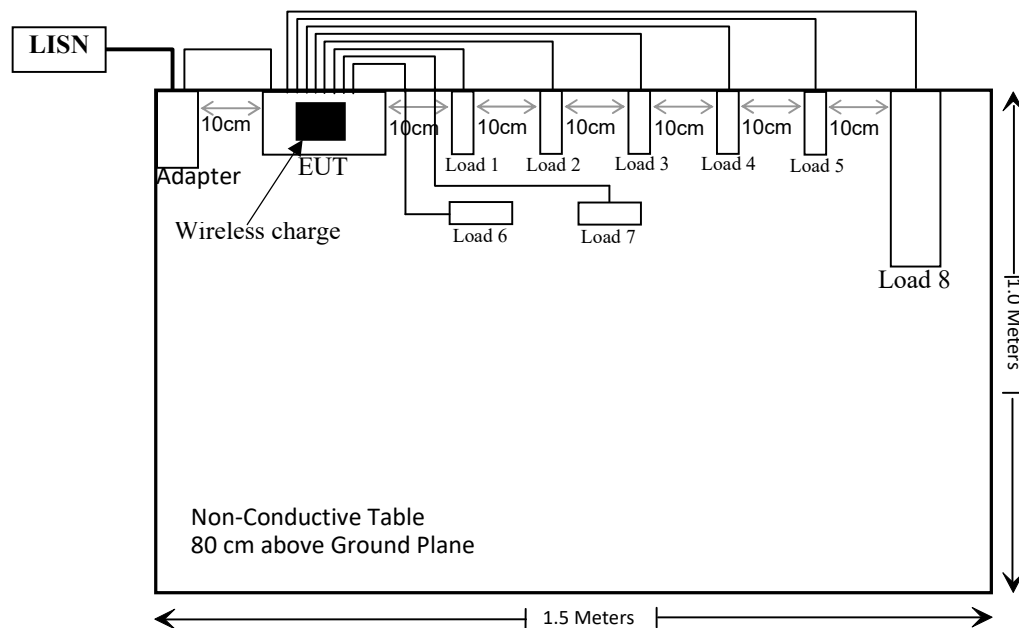 LISN
10cm
10cm
10cm
10cm
10cm
10cm
10cm
Adapter
EUT
Load 1
Load 2
Load 3
Load 4
Load 5
Wireless charge
Load 6
Load 7
Load 8
1.0 Meters
Non-Conductive Table
80 cm above Ground Plane
1.5 Meters